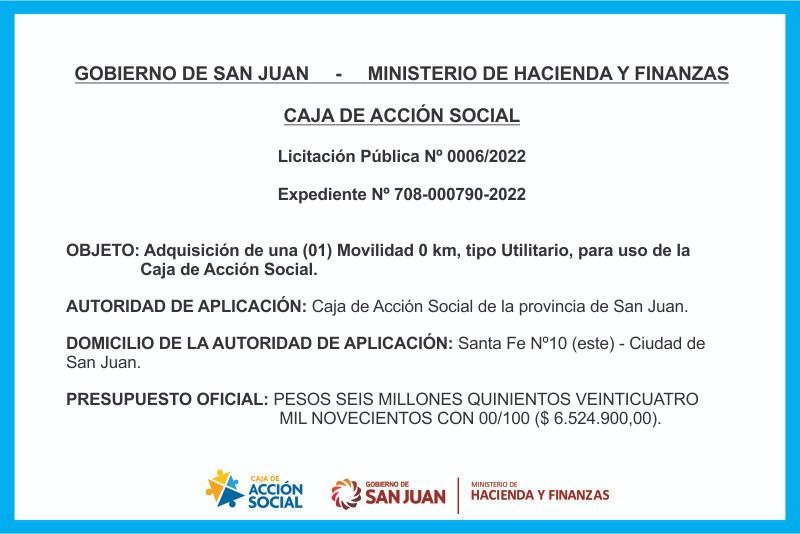 GOBIERNO DE SAN JUAN - MINISTERIO DE HACIENDA Y FINANZAS
CAJA DE ACCIÓN SOCIAL
Licitación Pública Nº 0006/2022
Expediente Nº 708-000790-2022
OBJETO: Adquisición de una (01) Movilidad 0 km, tipo Utilitario, para uso de la
Caja de Acción Social.
AUTORIDAD DE APLICACIÓN: Caja de Acción Social de la provincia de San Juan.
DOMICILIO DE LA AUTORIDAD DE APLICACIÓN: Santa Fe Nº10 (este) - Ciudad de
San Juan.
PRESUPUESTO OFICIAL: PESOS SEIS MILLONES QUINIENTOS VEINTICUATRO
MIL NOVECIENTOS CON 00/100 ($ 6.524.900,00).
CAJA DE
ACCIÓN
SOCIAL
GOBIERNO DE
SAN JUAN
MINISTERIO DE
HACIENDA Y FINANZAS